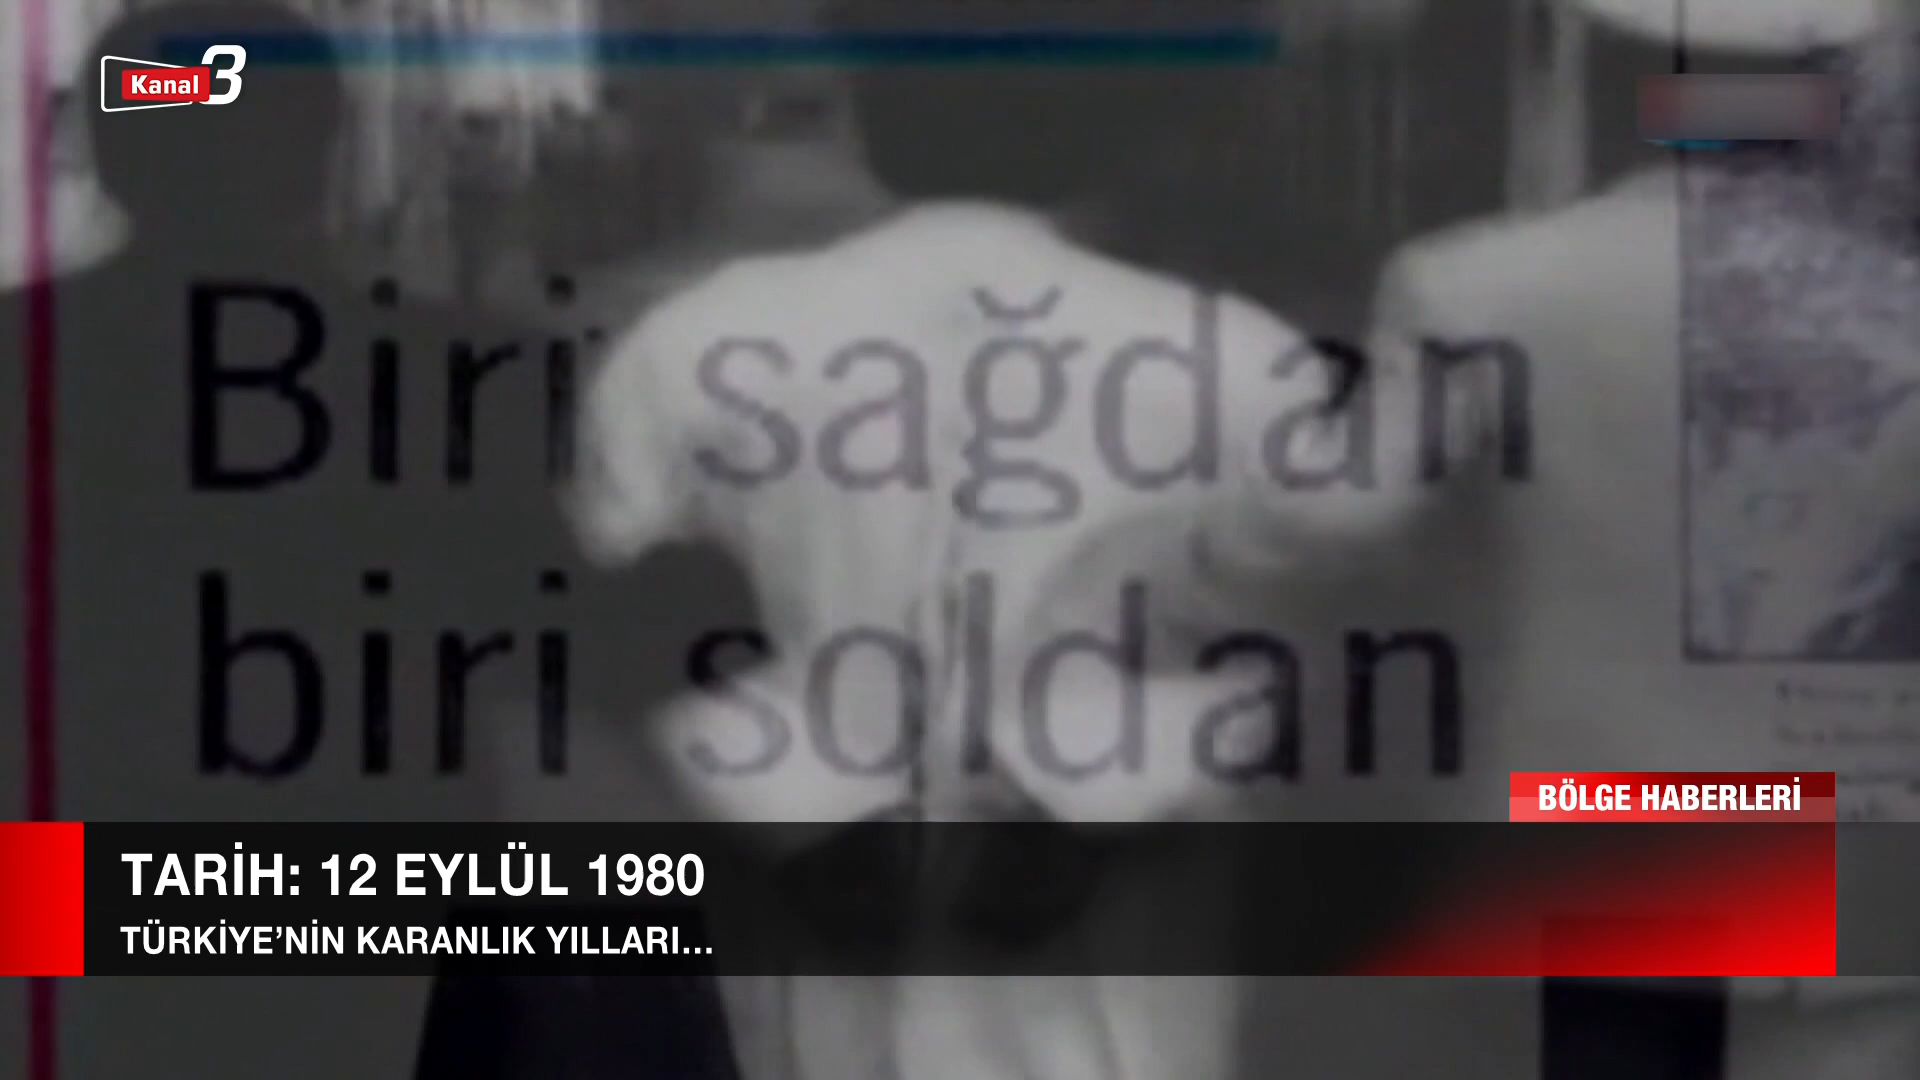 Kanal 3
Biri sağdan
biri soldan
BÖLGE HABERLERİ
TARİH: 12 EYLÜL 1980
TÜRKİYE’NİN KARANLIK YILLARI...